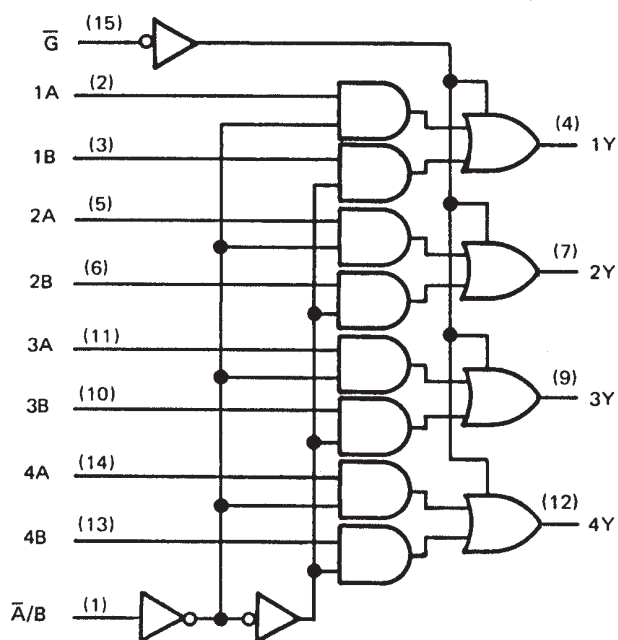 G̅ (15)
1A (2)
1B (3)
(4) 1Y
2A (5)
2B (6)
(7) 2Y
3A (11)
3B (10)
(9) 3Y
4A (14)
4B (13)
(12) 4Y
A̅/B (1)